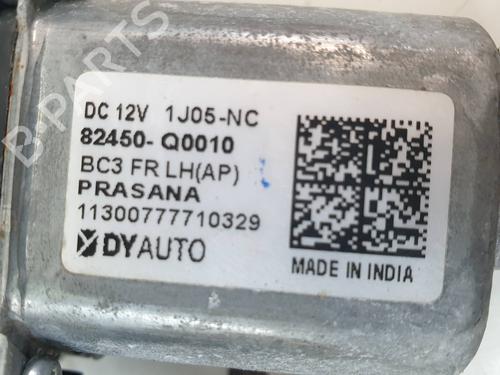 B-PARTS
DC 12V 1J05-NC
82450-Q0010
BC3 FR LH(AP)
PRASANA
11300777710329
DYAUTO
MADE IN INDIA